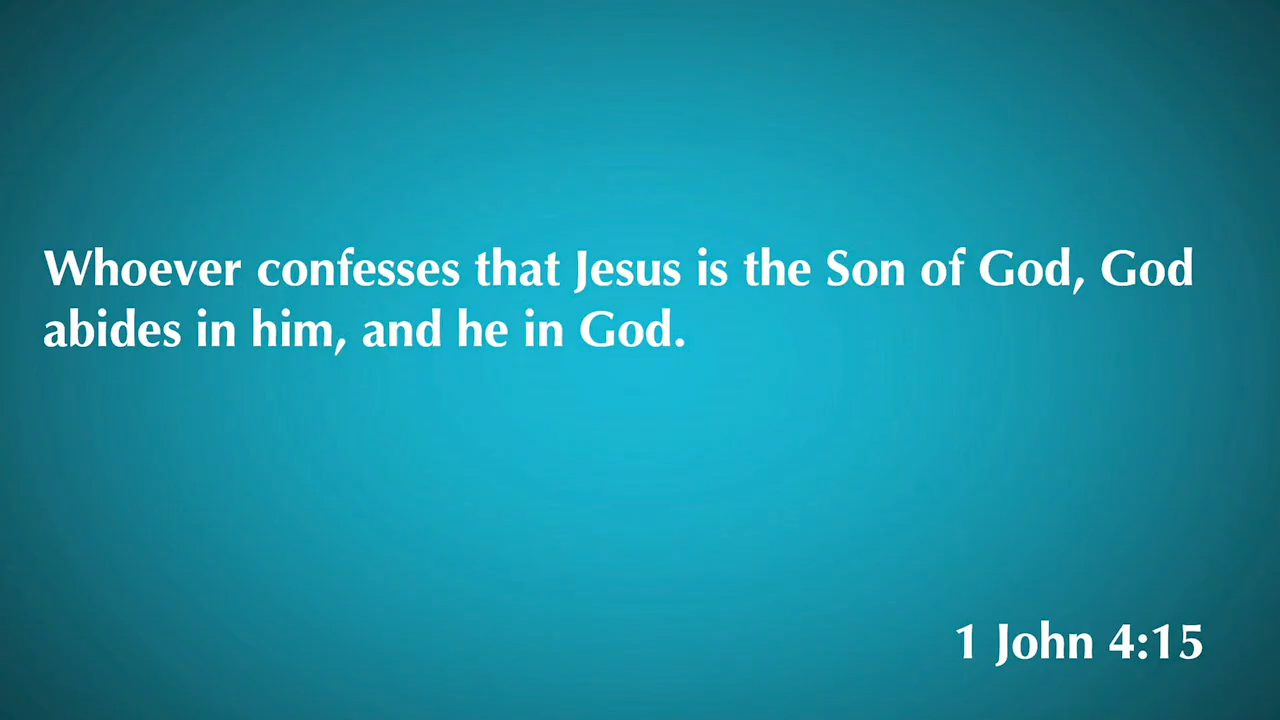 Whoever confesses that Jesus is the Son of God, God
abides in him, and he in God.
1 John 4:15